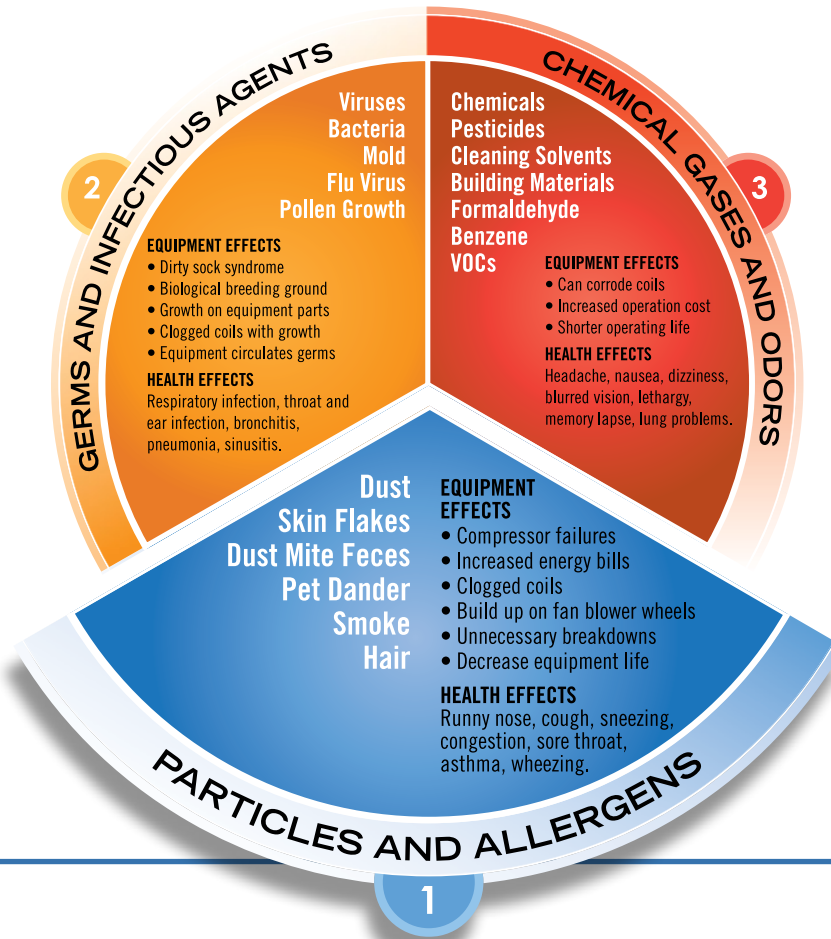 GERMS AND INFECTIOUS AGENTS
2
Viruses
Bacteria
Mold
Flu Virus
Pollen Growth
EQUIPMENT EFFECTS
• Dirty sock syndrome
• Biological breeding ground
• Growth on equipment parts
• Clogged coils with growth
• Equipment circulates germs
HEALTH EFFECTS
Respiratory infection, throat and
ear infection, bronchitis,
pneumonia, sinusitis.
CHEMICAL GASES AND ODORS
3
Chemicals
Pesticides
Cleaning Solvents
Building Materials
Formaldehyde
Benzene
VOCs
EQUIPMENT EFFECTS
• Can corrode coils
• Increased operation cost
• Shorter operating life
HEALTH EFFECTS
Headache, nausea, dizziness,
blurred vision, lethargy,
memory lapse, lung problems.
Dust
Skin Flakes
Dust Mite Feces
Pet Dander
Smoke
Hair
EQUIPMENT
EFFECTS
• Compressor failures
• Increased energy bills
• Clogged coils
• Build up on fan blower wheels
• Unnecessary breakdowns
• Decrease equipment life
HEALTH EFFECTS
Runny nose, cough, sneezing,
congestion, sore throat,
asthma, wheezing.
PARTICLES AND ALLERGENS
1